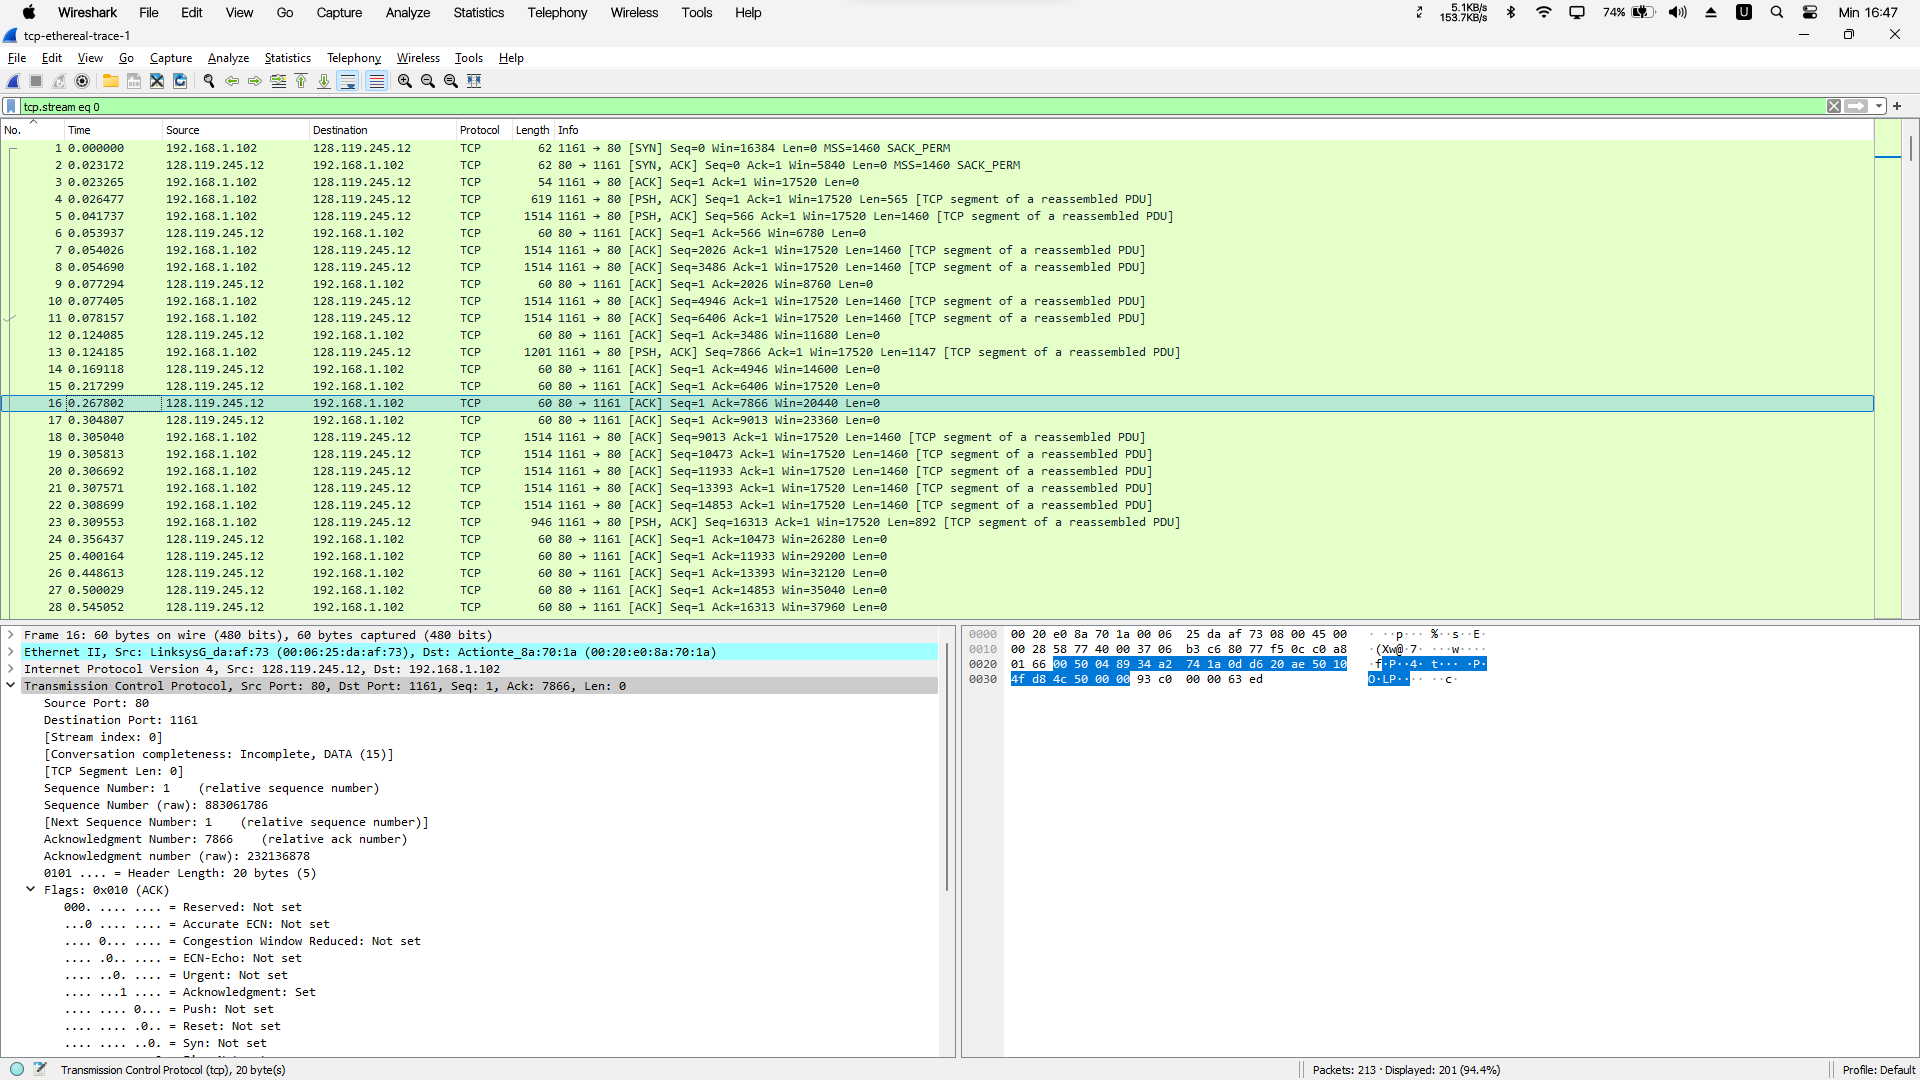 Wireshark File Edit View Go Capture Analyze Statistics Telephony Wireless Tools Help 5.1KB/s 153.7KB/s 74% U Min 16:47
tcp-ethereal-trace-1
File Edit View Go Capture Analyze Statistics Telephony Wireless Tools Help
tcp.stream eq 0
No. Time Source Destination Protocol Length Info
1 0.000000 192.168.1.102 128.119.245.12 TCP 62 1161 → 80 [SYN] Seq=0 Win=16384 Len=0 MSS=1460 SACK_PERM
2 0.023172 128.119.245.12 192.168.1.102 TCP 62 80 → 1161 [SYN, ACK] Seq=0 Ack=1 Win=5840 Len=0 MSS=1460 SACK_PERM
3 0.023265 192.168.1.102 128.119.245.12 TCP 54 1161 → 80 [ACK] Seq=1 Ack=1 Win=17520 Len=0
4 0.026477 192.168.1.102 128.119.245.12 TCP 619 1161 → 80 [PSH, ACK] Seq=1 Ack=1 Win=17520 Len=565 [TCP segment of a reassembled PDU]
5 0.041737 192.168.1.102 128.119.245.12 TCP 1514 1161 → 80 [PSH, ACK] Seq=566 Ack=1 Win=17520 Len=1460 [TCP segment of a reassembled PDU]
6 0.053937 128.119.245.12 192.168.1.102 TCP 60 80 → 1161 [ACK] Seq=1 Ack=566 Win=6780 Len=0
7 0.054026 192.168.1.102 128.119.245.12 TCP 1514 1161 → 80 [ACK] Seq=2026 Ack=1 Win=17520 Len=1460 [TCP segment of a reassembled PDU]
8 0.054690 192.168.1.102 128.119.245.12 TCP 1514 1161 → 80 [ACK] Seq=3486 Ack=1 Win=17520 Len=1460 [TCP segment of a reassembled PDU]
9 0.077294 128.119.245.12 192.168.1.102 TCP 60 80 → 1161 [ACK] Seq=1 Ack=2026 Win=8760 Len=0
10 0.077405 192.168.1.102 128.119.245.12 TCP 1514 1161 → 80 [ACK] Seq=4946 Ack=1 Win=17520 Len=1460 [TCP segment of a reassembled PDU]
11 0.078157 192.168.1.102 128.119.245.12 TCP 1514 1161 → 80 [ACK] Seq=6406 Ack=1 Win=17520 Len=1460 [TCP segment of a reassembled PDU]
12 0.124085 128.119.245.12 192.168.1.102 TCP 60 80 → 1161 [ACK] Seq=1 Ack=3486 Win=11680 Len=0
13 0.124185 192.168.1.102 128.119.245.12 TCP 1201 1161 → 80 [PSH, ACK] Seq=7866 Ack=1 Win=17520 Len=1147 [TCP segment of a reassembled PDU]
14 0.169118 128.119.245.12 192.168.1.102 TCP 60 80 → 1161 [ACK] Seq=1 Ack=4946 Win=14600 Len=0
15 0.217299 128.119.245.12 192.168.1.102 TCP 60 80 → 1161 [ACK] Seq=1 Ack=6406 Win=17520 Len=0
16 0.267802 128.119.245.12 192.168.1.102 TCP 60 80 → 1161 [ACK] Seq=1 Ack=7866 Win=20440 Len=0
17 0.304807 128.119.245.12 192.168.1.102 TCP 60 80 → 1161 [ACK] Seq=1 Ack=9013 Win=23360 Len=0
18 0.305040 192.168.1.102 128.119.245.12 TCP 1514 1161 → 80 [ACK] Seq=9013 Ack=1 Win=17520 Len=1460 [TCP segment of a reassembled PDU]
19 0.305813 192.168.1.102 128.119.245.12 TCP 1514 1161 → 80 [ACK] Seq=10473 Ack=1 Win=17520 Len=1460 [TCP segment of a reassembled PDU]
20 0.306692 192.168.1.102 128.119.245.12 TCP 1514 1161 → 80 [ACK] Seq=11933 Ack=1 Win=17520 Len=1460 [TCP segment of a reassembled PDU]
21 0.307571 192.168.1.102 128.119.245.12 TCP 1514 1161 → 80 [ACK] Seq=13393 Ack=1 Win=17520 Len=1460 [TCP segment of a reassembled PDU]
22 0.308699 192.168.1.102 128.119.245.12 TCP 1514 1161 → 80 [ACK] Seq=14853 Ack=1 Win=17520 Len=1460 [TCP segment of a reassembled PDU]
23 0.309553 192.168.1.102 128.119.245.12 TCP 946 1161 → 80 [PSH, ACK] Seq=16313 Ack=1 Win=17520 Len=892 [TCP segment of a reassembled PDU]
24 0.356437 128.119.245.12 192.168.1.102 TCP 60 80 → 1161 [ACK] Seq=1 Ack=10473 Win=26280 Len=0
25 0.400164 128.119.245.12 192.168.1.102 TCP 60 80 → 1161 [ACK] Seq=1 Ack=11933 Win=29200 Len=0
26 0.448613 128.119.245.12 192.168.1.102 TCP 60 80 → 1161 [ACK] Seq=1 Ack=13393 Win=32120 Len=0
27 0.500029 128.119.245.12 192.168.1.102 TCP 60 80 → 1161 [ACK] Seq=1 Ack=14853 Win=35040 Len=0
28 0.545052 128.119.245.12 192.168.1.102 TCP 60 80 → 1161 [ACK] Seq=1 Ack=16313 Win=37960 Len=0
Frame 16: 60 bytes on wire (480 bits), 60 bytes captured (480 bits)
Ethernet II, Src: LinksysG_da:af:73 (00:06:25:da:af:73), Dst: Actionte_8a:70:1a (00:20:e0:8a:70:1a)
Internet Protocol Version 4, Src: 128.119.245.12, Dst: 192.168.1.102
Transmission Control Protocol, Src Port: 80, Dst Port: 1161, Seq: 1, Ack: 7866, Len: 0
Source Port: 80
Destination Port: 1161
[Stream index: 0]
[Conversation completeness: Incomplete, DATA (15)]
[TCP Segment Len: 0]
Sequence Number: 1 (relative sequence number)
Sequence Number (raw): 883061786
[Next Sequence Number: 1 (relative sequence number)]
Acknowledgment Number: 7866 (relative ack number)
Acknowledgment number (raw): 232136878
0101 .... = Header Length: 20 bytes (5)
Flags: 0x010 (ACK)
000. .... .... = Reserved: Not set
...0 .... .... = Accurate ECN: Not set
.... 0... .... = Congestion Window Reduced: Not set
.... .0.. .... = ECN-Echo: Not set
.... ..0. .... = Urgent: Not set
.... ...1 .... = Acknowledgment: Set
.... .... 0... = Push: Not set
.... .... .0.. = Reset: Not set
.... .... ..0. = Syn: Not set
0000 00 20 e0 8a 70 1a 00 06 25 da af 73 08 00 45 00 · ··p··· %··s··E·
0010 00 28 58 77 40 00 37 06 b3 c6 80 77 f5 0c c0 a8 ·(Xw@·7· ···w····
0020 01 66 00 50 04 89 34 a2 74 1a 0d d6 20 ae 50 10 ·f·P··4· t··· ·P·
0030 4f d8 4c 50 00 00 93 c0 00 00 63 ed O·LP···· ··c·
Transmission Control Protocol (tcp), 20 byte(s)
Packets: 213 · Displayed: 201 (94.4%)
Profile: Default